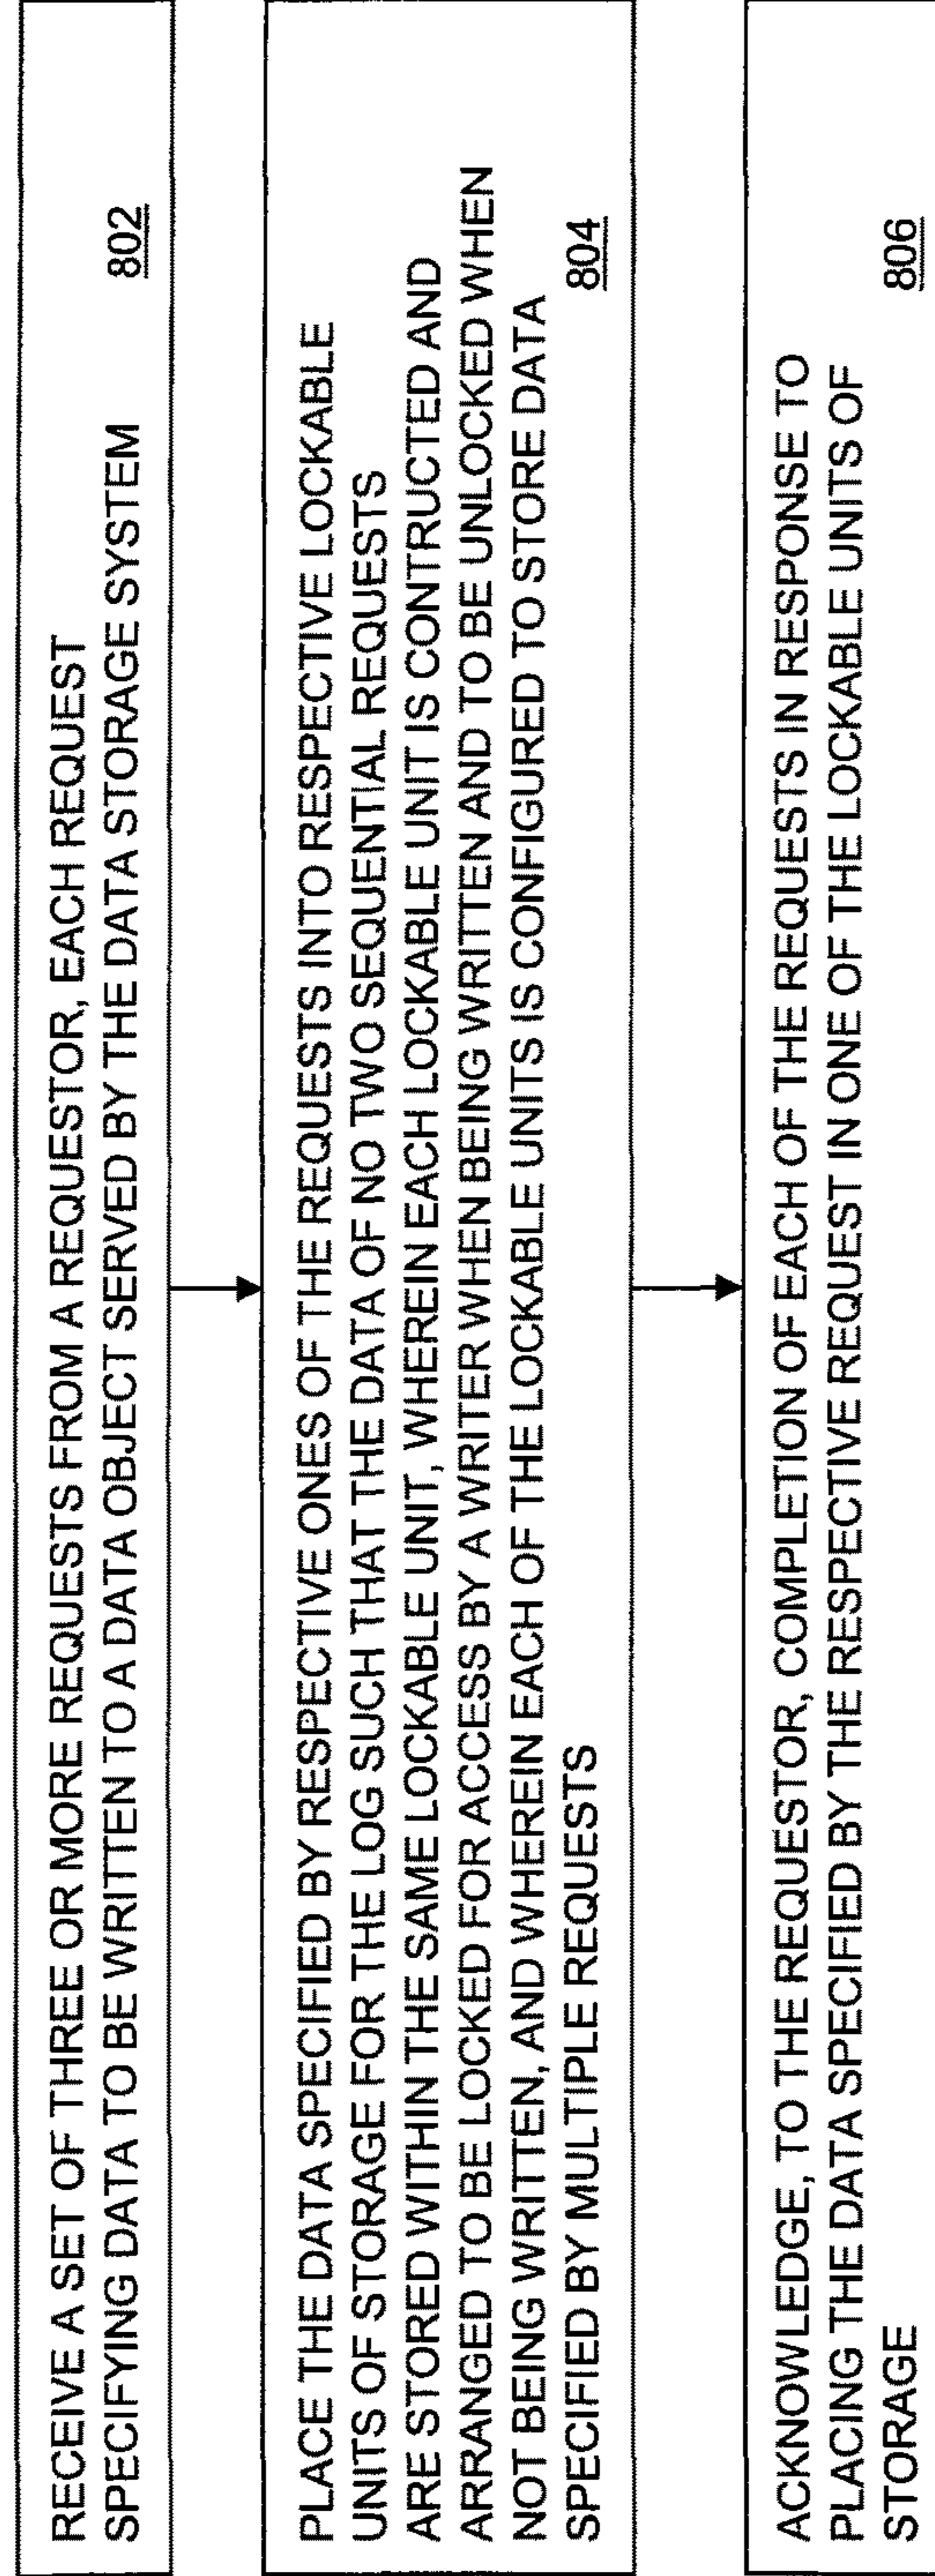 RECEIVE A SET OF THREE OR MORE REQUESTS FROM A REQUESTOR, EACH REQUEST
SPECIFYING DATA TO BE WRITTEN TO A DATA OBJECT SERVED BY THE DATA STORAGE SYSTEM
802
PLACE THE DATA SPECIFIED BY RESPECTIVE ONES OF THE REQUESTS INTO RESPECTIVE LOCKABLE
UNITS OF STORAGE FOR THE LOG SUCH THAT THE DATA OF NO TWO SEQUENTIAL REQUESTS
ARE STORED WITHIN THE SAME LOCKABLE UNIT, WHEREIN EACH LOCKABLE UNIT IS CONTRUCTED AND
ARRANGED TO BE LOCKED FOR ACCESS BY A WRITER WHEN BEING WRITTEN AND TO BE UNLOCKED WHEN
NOT BEING WRITTEN, AND WHEREIN EACH OF THE LOCKABLE UNITS IS CONFIGURED TO STORE DATA
SPECIFIED BY MULTIPLE REQUESTS
804
ACKNOWLEDGE, TO THE REQUESTOR, COMPLETION OF EACH OF THE REQUESTS IN RESPONSE TO
PLACING THE DATA SPECIFIED BY THE RESPECTIVE REQUEST IN ONE OF THE LOCKABLE UNITS OF
STORAGE
806